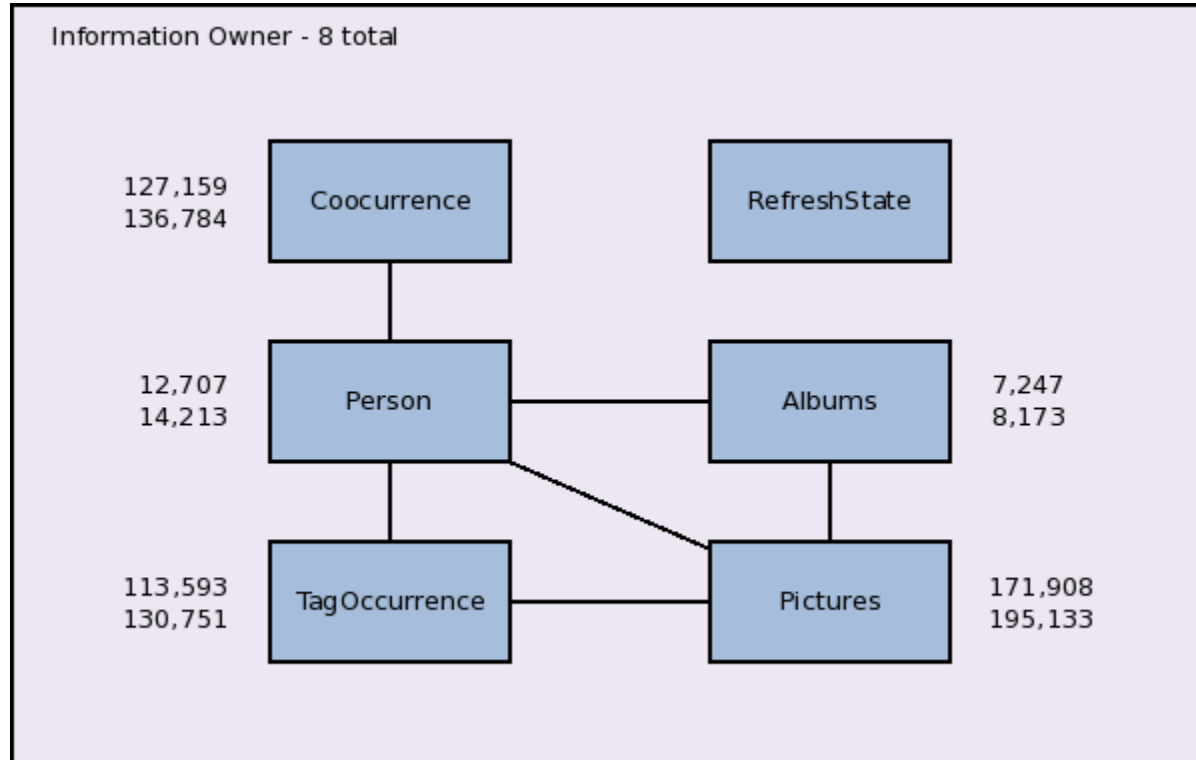 Information Owner - 8 total
127,159
136,784
Coocurrence
RefreshState
12,707
14,213
Person
Albums
7,247
8,173
113,593
130,751
TagOccurrence
Pictures
171,908
195,133